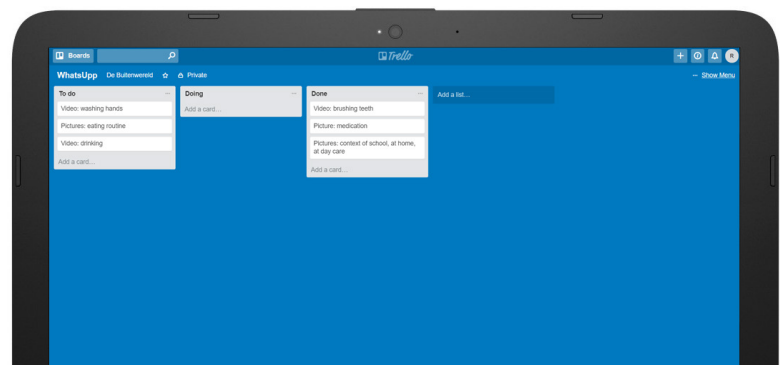 Boards
Trello
R
WhatsUpp De Buitenwereld Private
Show Menu
To do
Video: washing hands
Pictures: eating routine
Video: drinking
Add a card...
Doing
Add a card...
Done
Video: brushing teeth
Picture: medication
Pictures: context of school, at home,
at day care
Add a card...
Add a list...